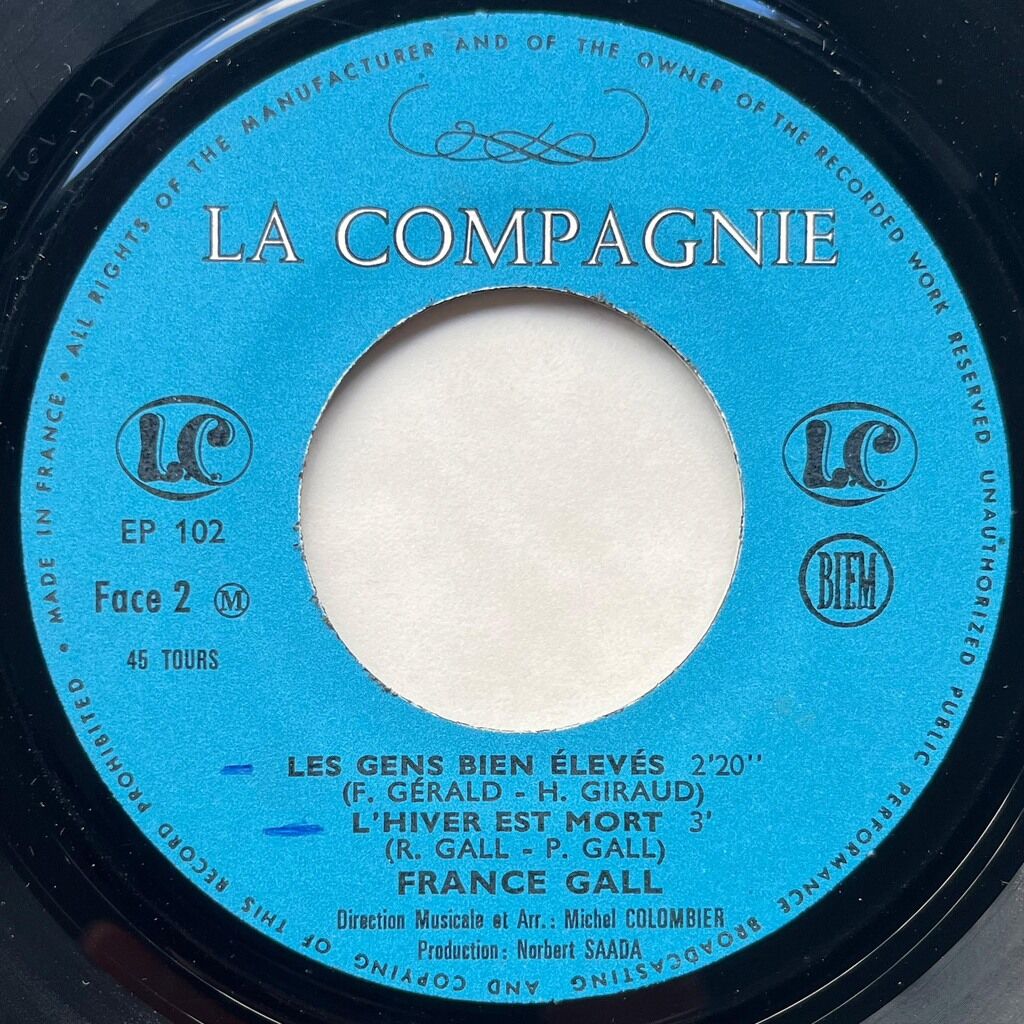 MADE IN FRANCE • ALL RIGHTS OF THE MANUFACTURER AND OF THE OWNER OF THE RECORDED WORK RESERVED UNAUTHORIZED PUBLIC PERFORMANCE BROADCASTING AND COPYING OF THIS RECORD PROHIBITED •
LC 102
LA COMPAGNIE
L.C.
L.C.
EP 102
BIEM
Face 2 M
45 TOURS
LES GENS BIEN ÉLEVÉS 2'20''
(F. GÉRALD - H. GIRAUD)
L'HIVER EST MORT 3'
(R. GALL - P. GALL)
FRANCE GALL
Direction Musicale et Arr.: Michel COLOMBIER
Production: Norbert SAADA